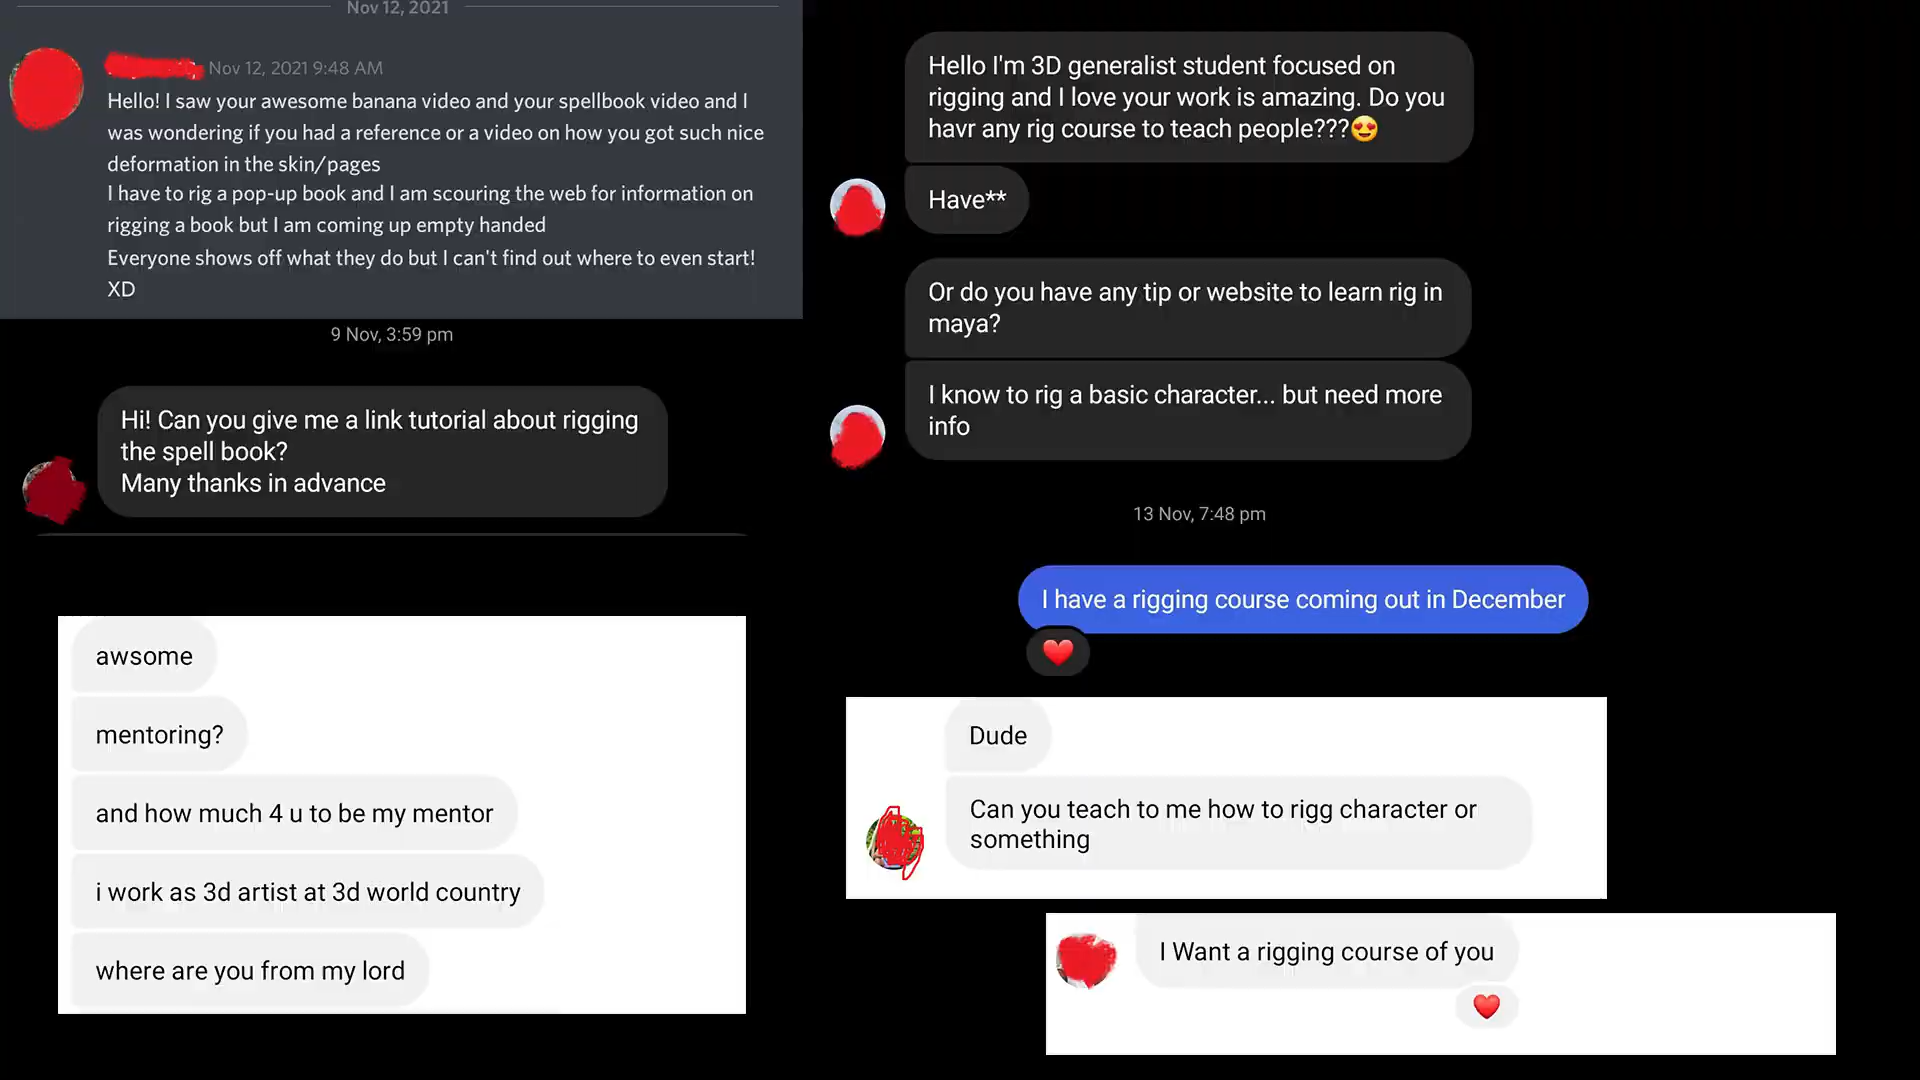 Nov 12, 2021
Nov 12, 2021 9:48 AM
Hello! I saw your awesome banana video and your spellbook video and I
was wondering if you had a reference or a video on how you got such nice
deformation in the skin/pages
I have to rig a pop-up book and I am scouring the web for information on
rigging a book but I am coming up empty handed
Everyone shows off what they do but I can't find out where to even start!
XD
9 Nov, 3:59 pm
Hi! Can you give me a link tutorial about rigging
the spell book?
Many thanks in advance
awsome
mentoring?
and how much 4 u to be my mentor
i work as 3d artist at 3d world country
where are you from my lord
Hello I'm 3D generalist student focused on
rigging and I love your work is amazing. Do you
havr any rig course to teach people???😍
Have**
Or do you have any tip or website to learn rig in
maya?
I know to rig a basic character... but need more
info
13 Nov, 7:48 pm
I have a rigging course coming out in December
Dude
Can you teach to me how to rigg character or
something
I Want a rigging course of you